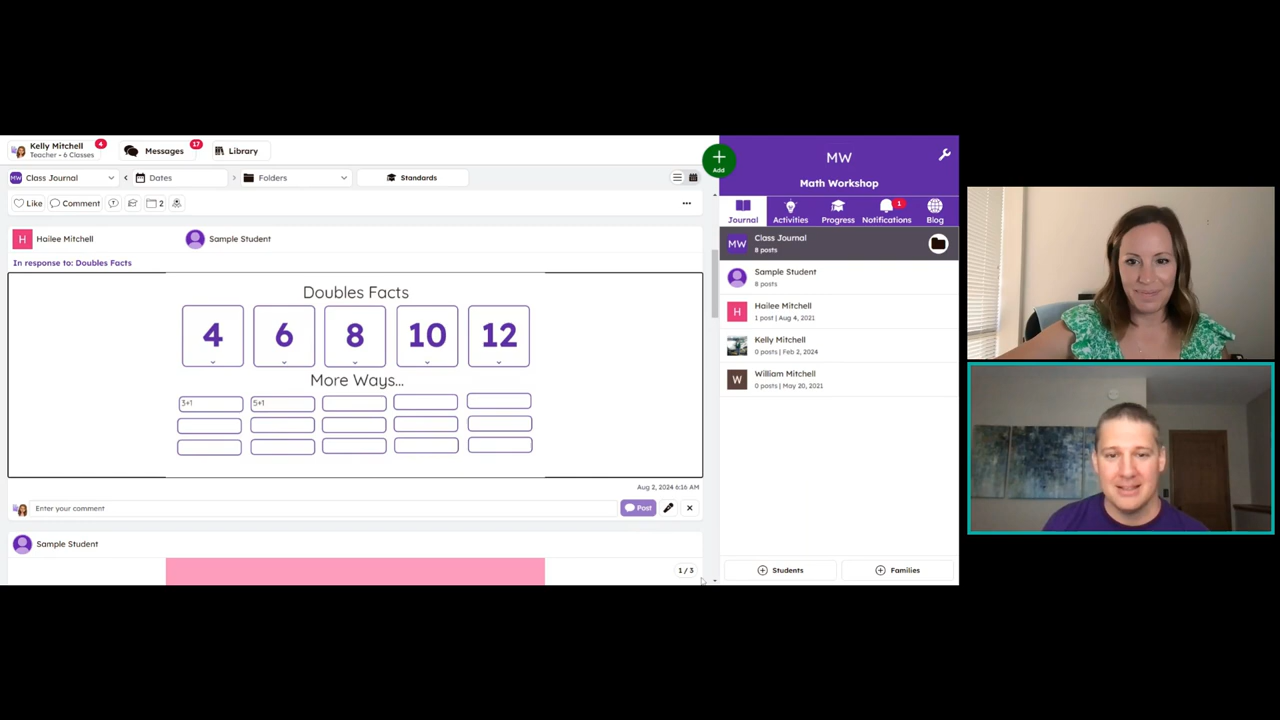 Kelly Mitchell
Teacher - 6 Classes
4
Messages
17
Library
MW Class Journal
Dates
Folders
Standards
Like
Comment
2
H Hailee Mitchell
Sample Student
In response to: Doubles Facts
Doubles Facts
4 6 8 10 12
More Ways...
3+1 5+1
Aug 2, 2024 6:16 AM
Enter your comment
Post
Sample Student
1 / 3
Add
MW
Math Workshop
Journal Activities Progress Notifications Blog
1
MW Class Journal
8 posts
Sample Student
8 posts
H Hailee Mitchell
1 post | Aug 4, 2021
Kelly Mitchell
0 posts | Feb 2, 2024
W William Mitchell
0 posts | May 20, 2021
Students
Families